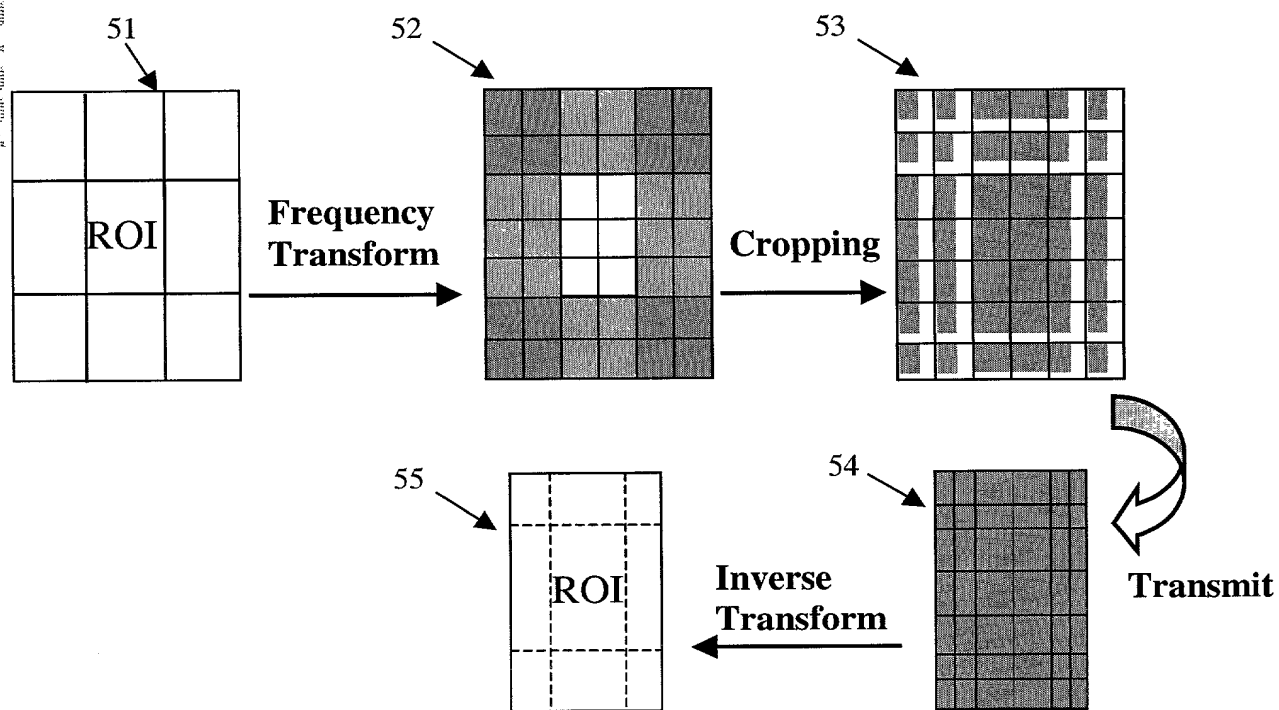 51
52
53
ROI
Frequency
Transform
Cropping
55
54
ROI
Inverse
Transform
Transmit